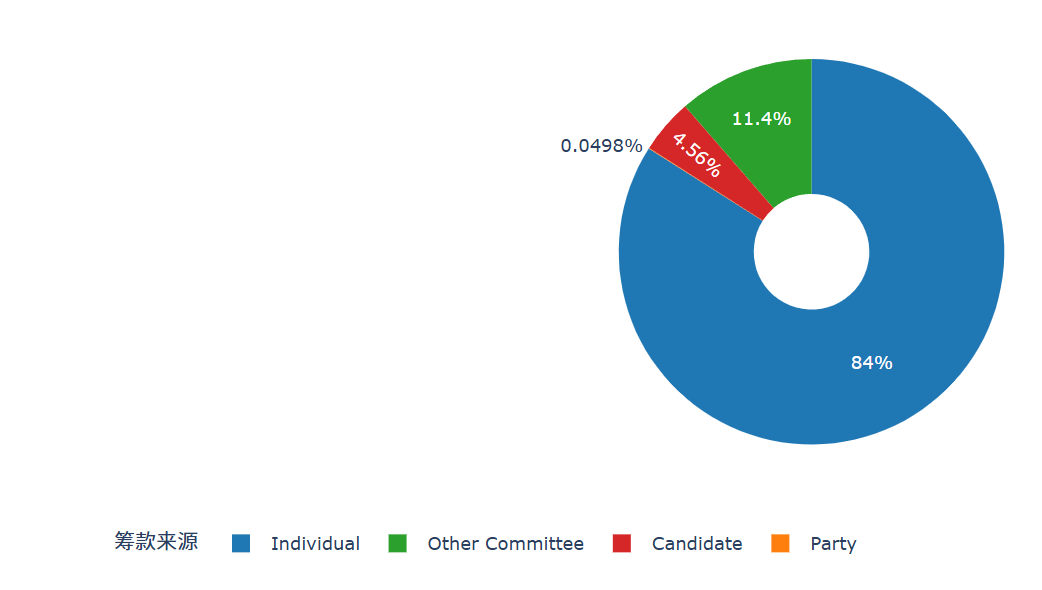 11.4%
0.0498%
4.56%
84%
筹款来源 Individual Other Committee Candidate Party